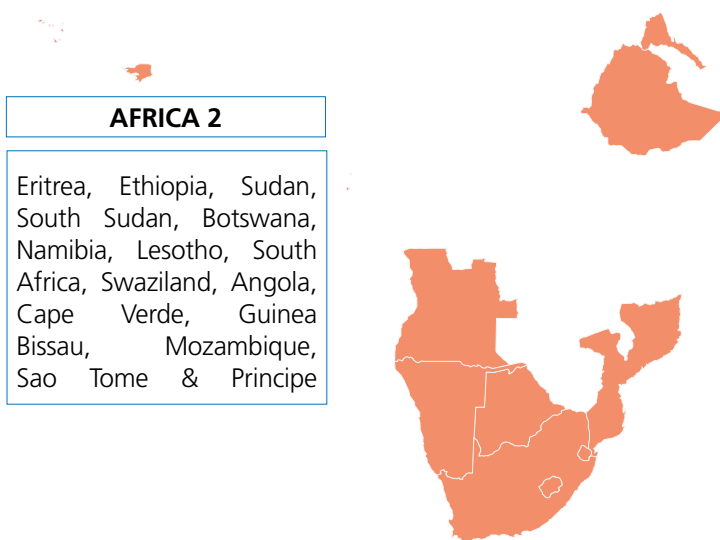 AFRICA 2
Eritrea, Ethiopia, Sudan,
South Sudan, Botswana,
Namibia, Lesotho, South
Africa, Swaziland, Angola,
Cape Verde, Guinea
Bissau, Mozambique,
Sao Tome & Principe